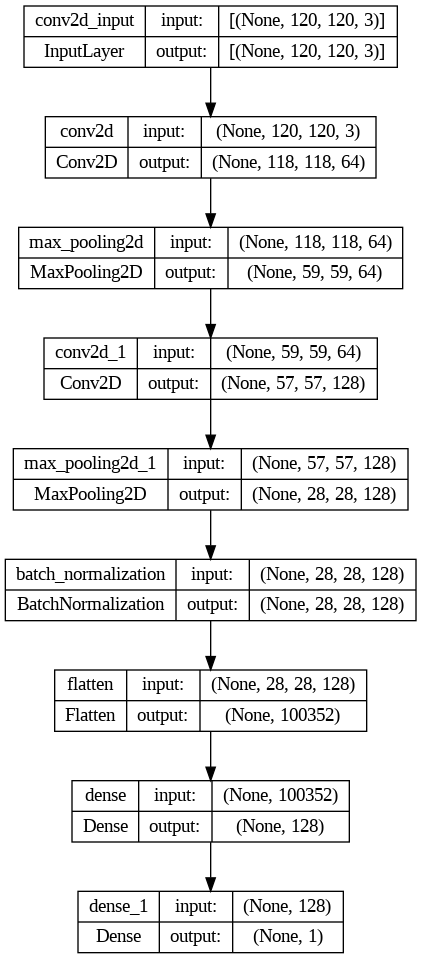 conv2d_input input: [(None, 120, 120, 3)]
InputLayer output: [(None, 120, 120, 3)]
conv2d input: (None, 120, 120, 3)
Conv2D output: (None, 118, 118, 64)
max_pooling2d input: (None, 118, 118, 64)
MaxPooling2D output: (None, 59, 59, 64)
conv2d_1 input: (None, 59, 59, 64)
Conv2D output: (None, 57, 57, 128)
max_pooling2d_1 input: (None, 57, 57, 128)
MaxPooling2D output: (None, 28, 28, 128)
batch_normalization input: (None, 28, 28, 128)
BatchNormalization output: (None, 28, 28, 128)
flatten input: (None, 28, 28, 128)
Flatten output: (None, 100352)
dense input: (None, 100352)
Dense output: (None, 128)
dense_1 input: (None, 128)
Dense output: (None, 1)